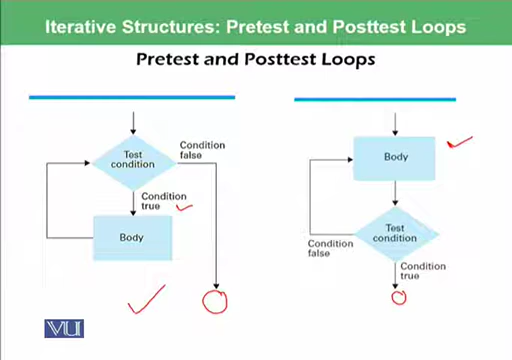 Iterative Structures: Pretest and Posttest Loops
Pretest and Posttest Loops
Test
condition
Condition
false
Condition
true
Body
Body
Test
condition
Condition
false
Condition
true
VU